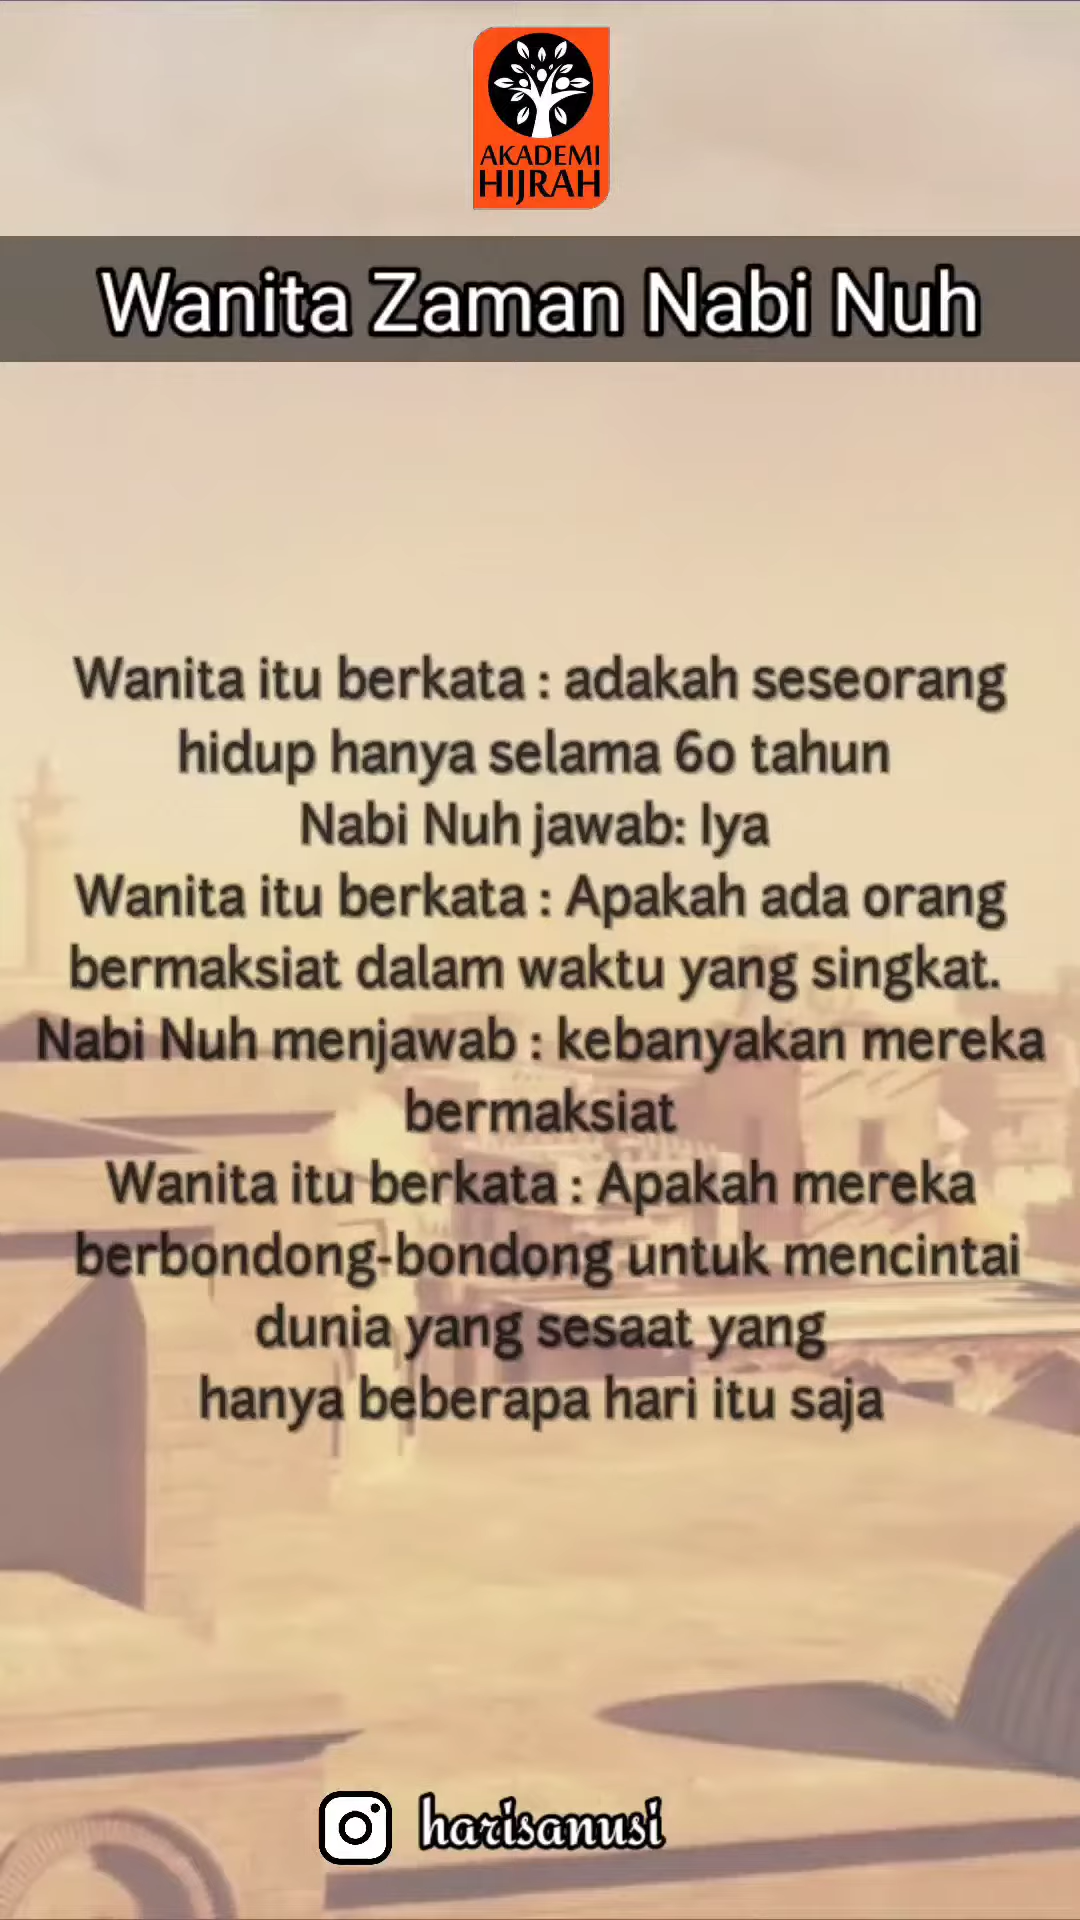 AKADEMI
HIJRAH
Wanita Zaman Nabi Nuh
Wanita itu berkata : adakah seseorang
hidup hanya selama 60 tahun
Nabi Nuh jawab: Iya
Wanita itu berkata : Apakah ada orang
bermaksiat dalam waktu yang singkat.
Nabi Nuh menjawab : kebanyakan mereka
bermaksiat
Wanita itu berkata : Apakah mereka
berbondong-bondong untuk mencintai
dunia yang sesaat yang
hanya beberapa hari itu saja
harisanusi